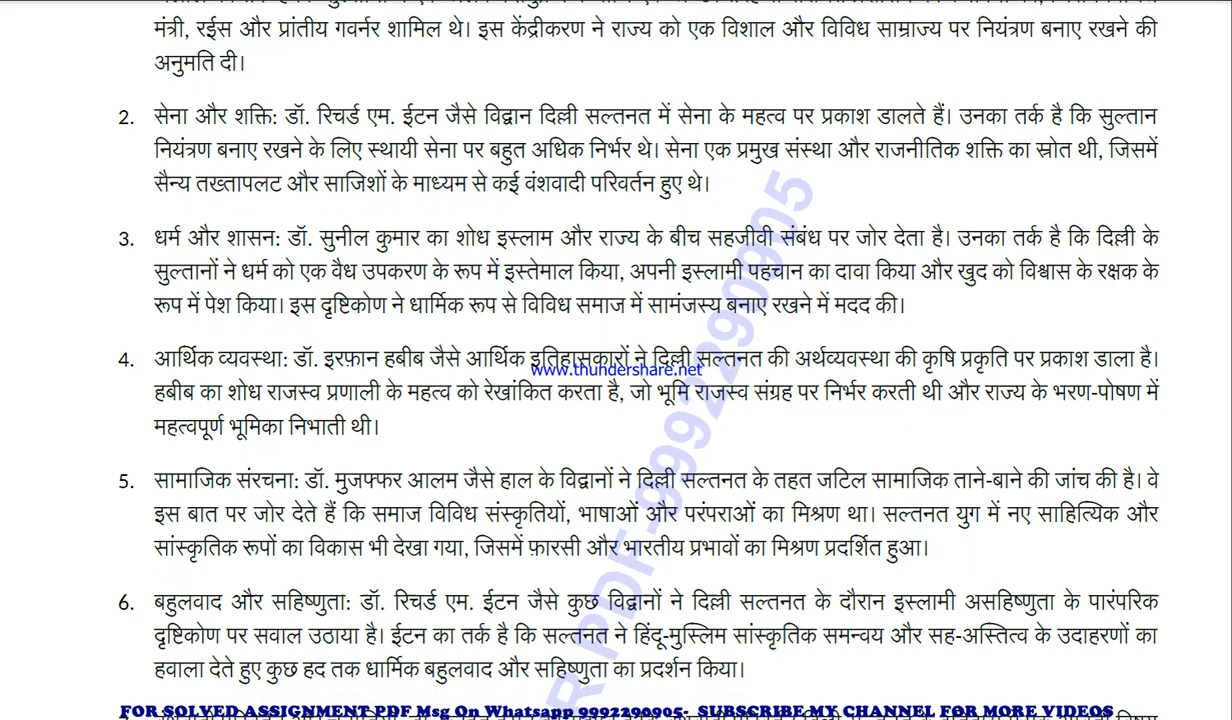 मंत्री, रईस और प्रांतीय गवर्नर शामिल थे। इस केंद्रीकरण ने राज्य को एक विशाल और विविध साम्राज्य पर नियंत्रण बनाए रखने की
अनुमति दी।
2. सेना और शक्ति: डॉ. रिचर्ड एम. ईटन जैसे विद्वान दिल्ली सल्तनत में सेना के महत्व पर प्रकाश डालते हैं। उनका तर्क है कि सुल्तान
नियंत्रण बनाए रखने के लिए स्थायी सेना पर बहुत अधिक निर्भर थे। सेना एक प्रमुख संस्था और राजनीतिक शक्ति का स्रोत थी, जिसमें
सैन्य तख्तापलट और साजिशों के माध्यम से कई वंशवादी परिवर्तन हुए थे।
3. धर्म और शासन: डॉ. सुनील कुमार का शोध इस्लाम और राज्य के बीच सहजीवी संबंध पर जोर देता है। उनका तर्क है कि दिल्ली के
सुल्तानों ने धर्म को एक वैध उपकरण के रूप में इस्तेमाल किया, अपनी इस्लामी पहचान का दावा किया और खुद को विश्वास के रक्षक के
रूप में पेश किया। इस दृष्टिकोण ने धार्मिक रूप से विविध समाज में सामंजस्य बनाए रखने में मदद की।
4. आर्थिक व्यवस्था: डॉ. इरफ़ान हबीब जैसे आर्थिक इतिहासकारों ने दिल्ली सल्तनत की अर्थव्यवस्था की कृषि प्रकृति पर प्रकाश डाला है।
www.thundershare.net
हबीब का शोध राजस्व प्रणाली के महत्व को रेखांकित करता है, जो भूमि राजस्व संग्रह पर निर्भर करती थी और राज्य के भरण-पोषण में
महत्वपूर्ण भूमिका निभाती थी।
5. सामाजिक संरचना: डॉ. मुजफ्फर आलम जैसे हाल के विद्वानों ने दिल्ली सल्तनत के तहत जटिल सामाजिक ताने-बाने की जांच की है। वे
इस बात पर जोर देते हैं कि समाज विविध संस्कृतियों, भाषाओं और परंपराओं का मिश्रण था। सल्तनत युग में नए साहित्यिक और
सांस्कृतिक रूपों का विकास भी देखा गया, जिसमें फ़ारसी और भारतीय प्रभावों का मिश्रण प्रदर्शित हुआ।
6. बहुलवाद और सहिष्णुता: डॉ. रिचर्ड एम. ईटन जैसे कुछ विद्वानों ने दिल्ली सल्तनत के दौरान इस्लामी असहिष्णुता के पारंपरिक
दृष्टिकोण पर सवाल उठाया है। ईटन का तर्क है कि सल्तनत ने हिंदू-मुस्लिम सांस्कृतिक समन्वय और सह-अस्तित्व के उदाहरणों का
हवाला देते हुए कुछ हद तक धार्मिक बहुलवाद और सहिष्णुता का प्रदर्शन किया।
R PDF-9992290905
FOR SOLVED ASSIGNMENT PDF Msg On Whatsapp 9992290905- SUBSCRIBE MY CHANNEL FOR MORE VIDEOS